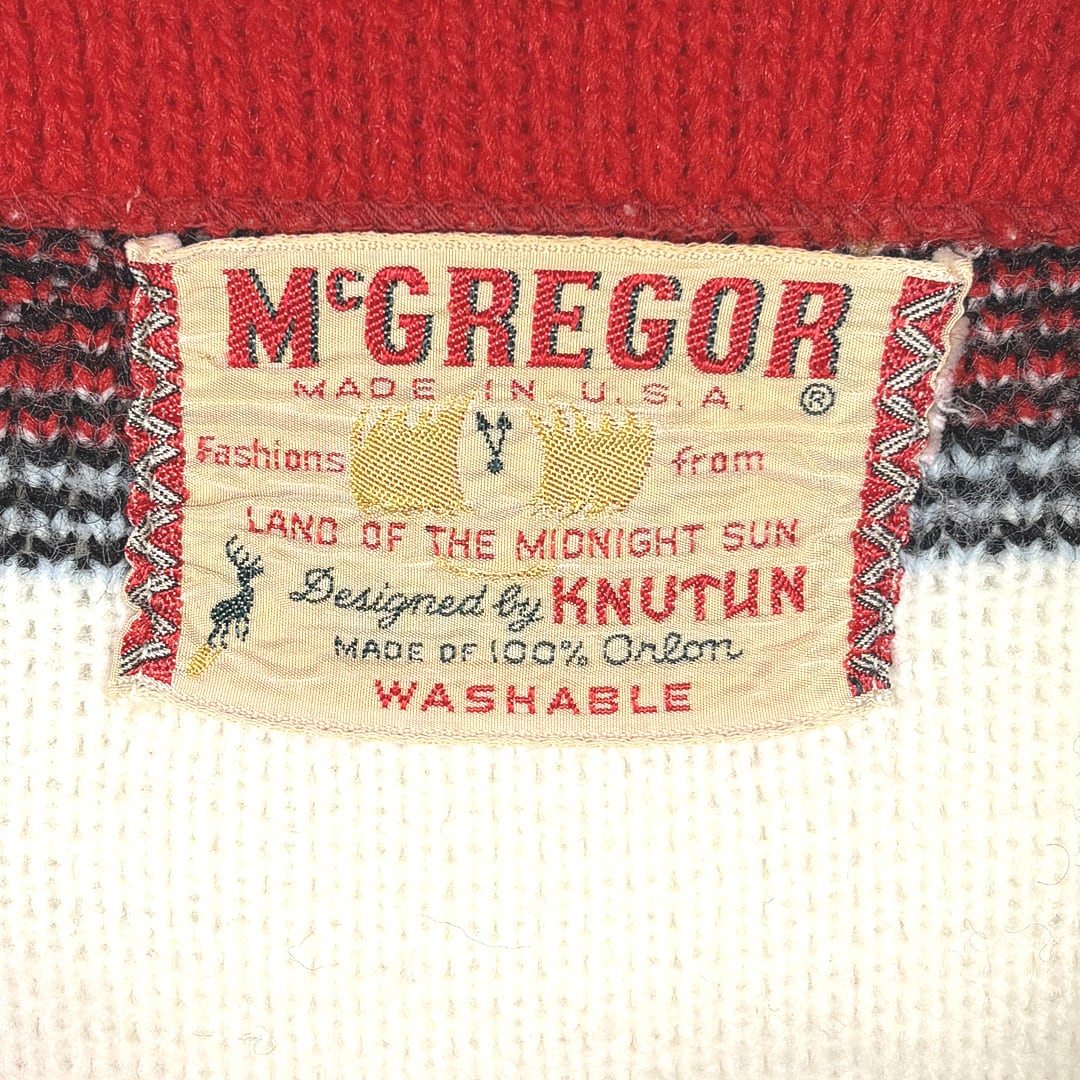 McGREGOR
MADE IN U.S.A. ®
Fashions from
LAND OF THE MIDNIGHT SUN
Designed by KNUTUN
MADE OF 100% Orlon
WASHABLE